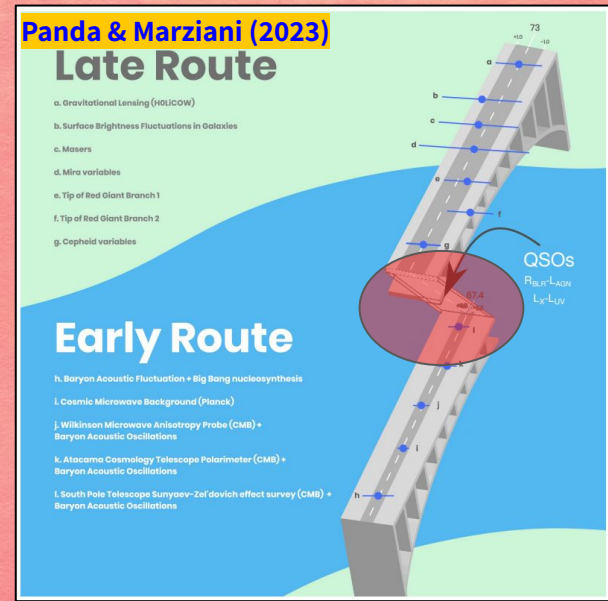 Panda & Marziani (2023)
Late Route
a. Gravitational Lensing (H0LiCOW)
b. Surface Brightness Fluctuations in Galaxies
c. Masers
d. Mira variables
e. Tip of Red Giant Branch 1
f. Tip of Red Giant Branch 2
g. Cepheid variables
73
+1.0
-1.0
a
b
c
d
e
f
g
QSOs
R_BLR-L_AGN
L_X-L_UV
67.4
l
k
j
i
h
Early Route
h. Baryon Acoustic Fluctuation + Big Bang nucleosynthesis
i. Cosmic Microwave Background (Planck)
j. Wilkinson Microwave Anisotropy Probe (CMB) +
Baryon Acoustic Oscillations
k. Atacama Cosmology Telescope Polarimeter (CMB) +
Baryon Acoustic Oscillations
l. South Pole Telescope Sunyaev-Zel'dovich effect survey (CMB) +
Baryon Acoustic Oscillations